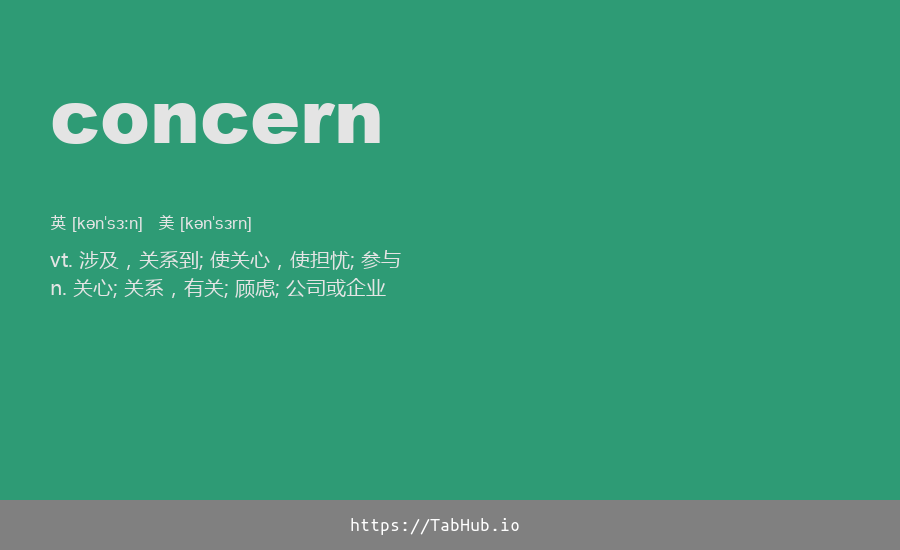 concern
英 [kən'sɜːn] 美 [kən'sɜrn]
vt. 涉及，关系到; 使关心，使担忧; 参与
n. 关心; 关系，有关; 顾虑; 公司或企业
https://TabHub.io